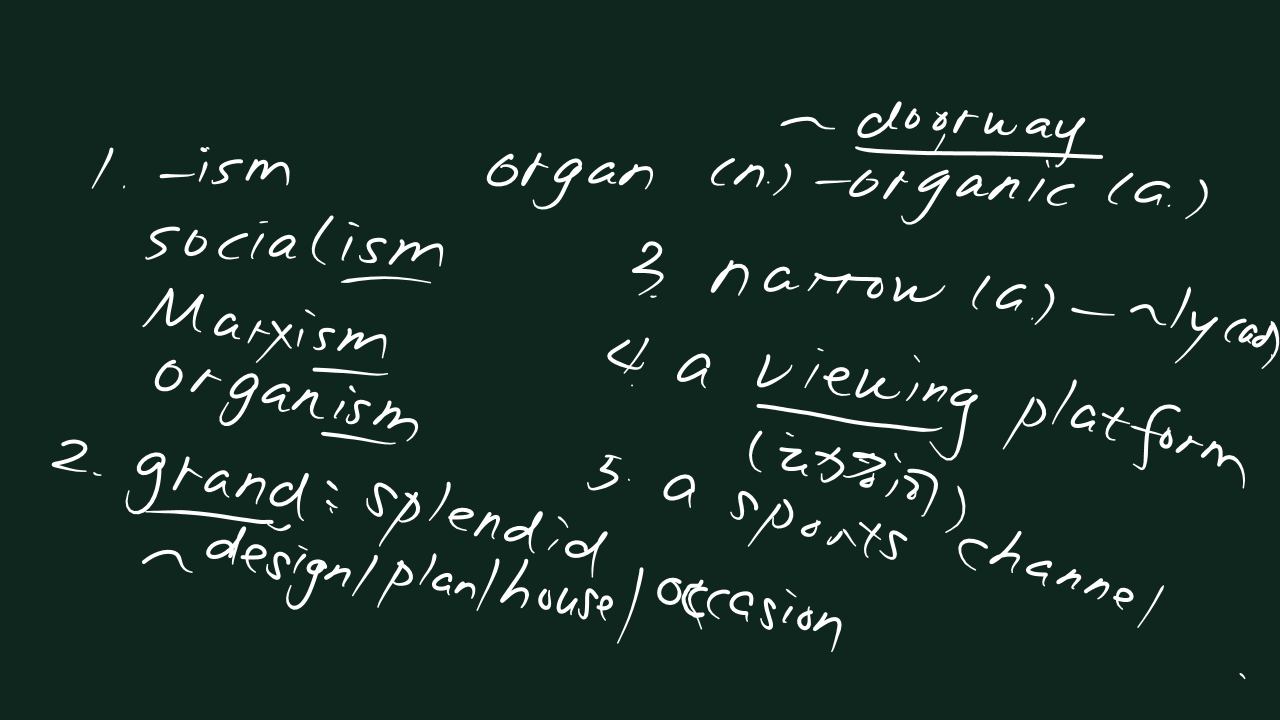 1. -ism
socialism
Marxism
organism
2. grand: splendid
~design/plan/house/occasion
~ doorway
organ (n.) - organic (a.)
3. narrow (a.) - ~ly (ad)
4. a viewing platform
5. a sports channel